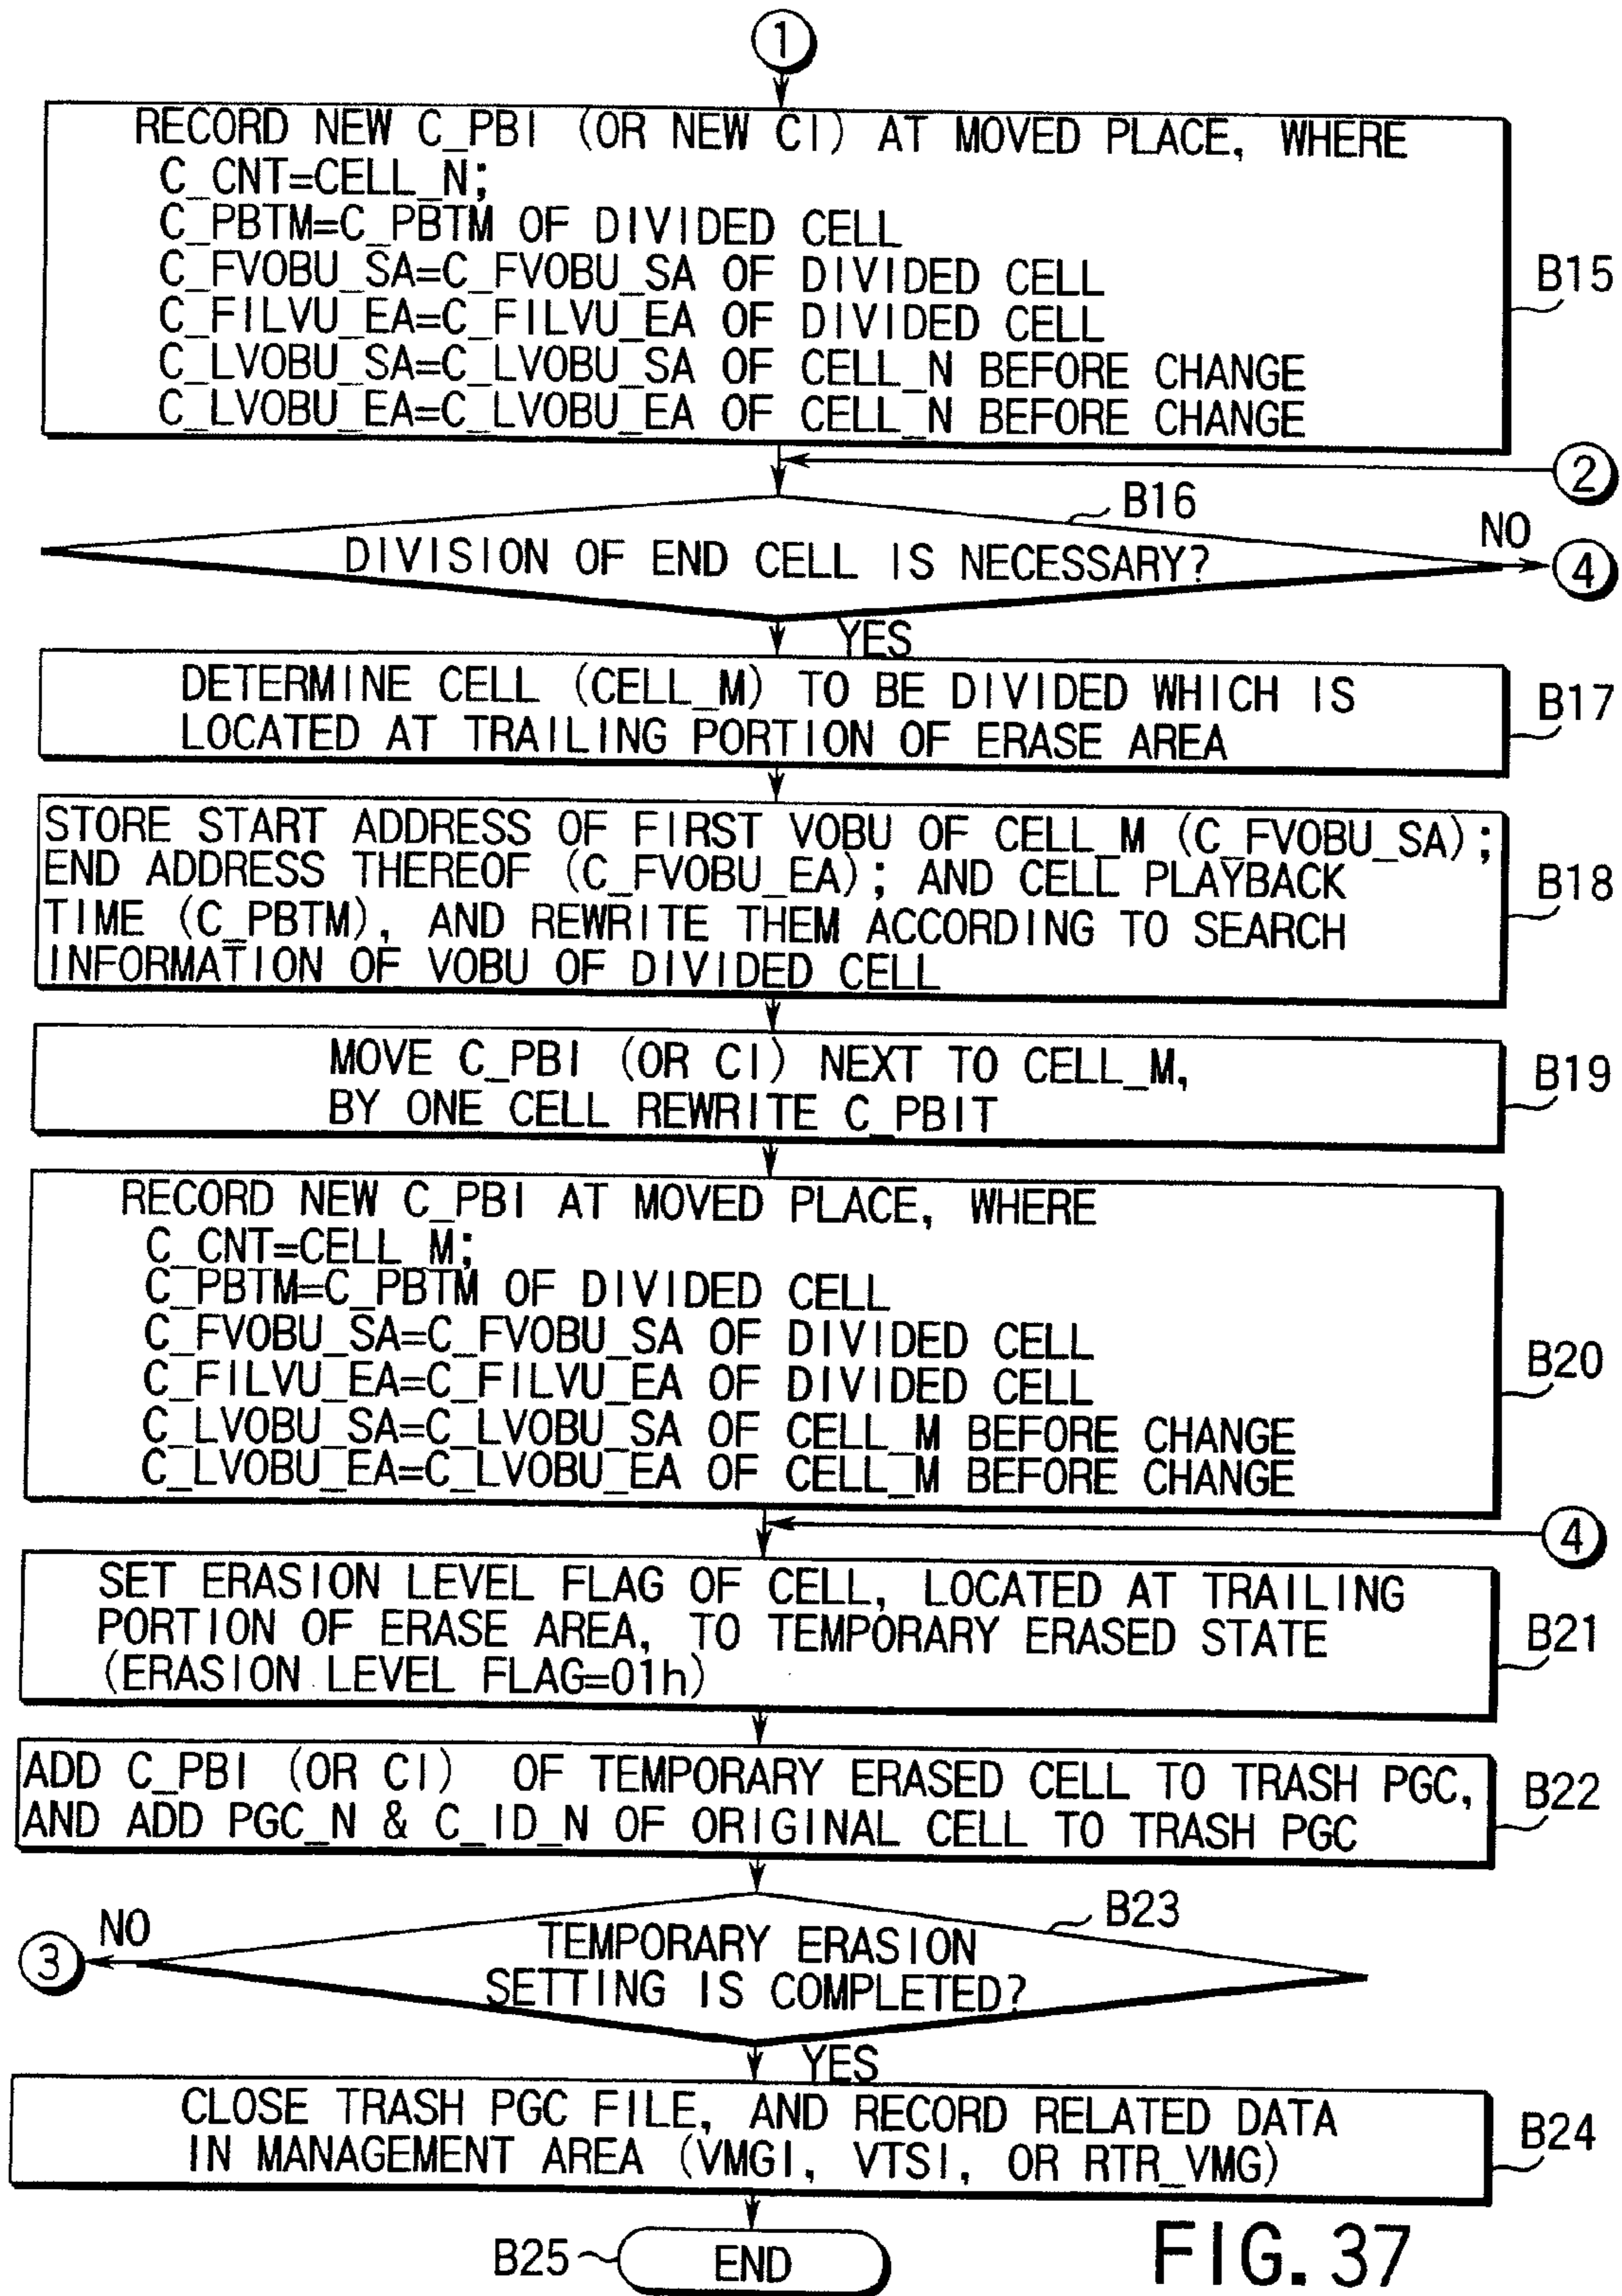 1
RECORD NEW C_PBI (OR NEW CI) AT MOVED PLACE, WHERE
C_CNT=CELL_N;
C_PBTM=C_PBTM OF DIVIDED CELL
C_FVOBU_SA=C_FVOBU_SA OF DIVIDED CELL
C_FILVU_EA=C_FILVU_EA OF DIVIDED CELL
C_LVOBU_SA=C_LVOBU_SA OF CELL_N BEFORE CHANGE
C_LVOBU_EA=C_LVOBU_EA OF CELL_N BEFORE CHANGE
B15
2
B16
DIVISION OF END CELL IS NECESSARY?
NO
4
YES
DETERMINE CELL (CELL_M) TO BE DIVIDED WHICH IS
LOCATED AT TRAILING PORTION OF ERASE AREA
B17
STORE START ADDRESS OF FIRST VOBU OF CELL_M (C_FVOBU_SA);
END ADDRESS THEREOF (C_FVOBU_EA); AND CELL PLAYBACK
TIME (C_PBTM), AND REWRITE THEM ACCORDING TO SEARCH
INFORMATION OF VOBU OF DIVIDED CELL
B18
MOVE C_PBI (OR CI) NEXT TO CELL_M,
BY ONE CELL REWRITE C_PBIT
B19
RECORD NEW C_PBI AT MOVED PLACE, WHERE
C_CNT=CELL_M;
C_PBTM=C_PBTM OF DIVIDED CELL
C_FVOBU_SA=C_FVOBU_SA OF DIVIDED CELL
C_FILVU_EA=C_FILVU_EA OF DIVIDED CELL
C_LVOBU_SA=C_LVOBU_SA OF CELL_M BEFORE CHANGE
C_LVOBU_EA=C_LVOBU_EA OF CELL_M BEFORE CHANGE
B20
4
SET ERASION LEVEL FLAG OF CELL, LOCATED AT TRAILING
PORTION OF ERASE AREA, TO TEMPORARY ERASED STATE
(ERASION LEVEL FLAG=01h)
B21
ADD C_PBI (OR CI) OF TEMPORARY ERASED CELL TO TRASH PGC,
AND ADD PGC_N & C_ID_N OF ORIGINAL CELL TO TRASH PGC
B22
B23
NO
3
TEMPORARY ERASION
SETTING IS COMPLETED?
YES
CLOSE TRASH PGC FILE, AND RECORD RELATED DATA
IN MANAGEMENT AREA (VMGI, VTSI, OR RTR_VMG)
B24
B25
END
FIG. 37